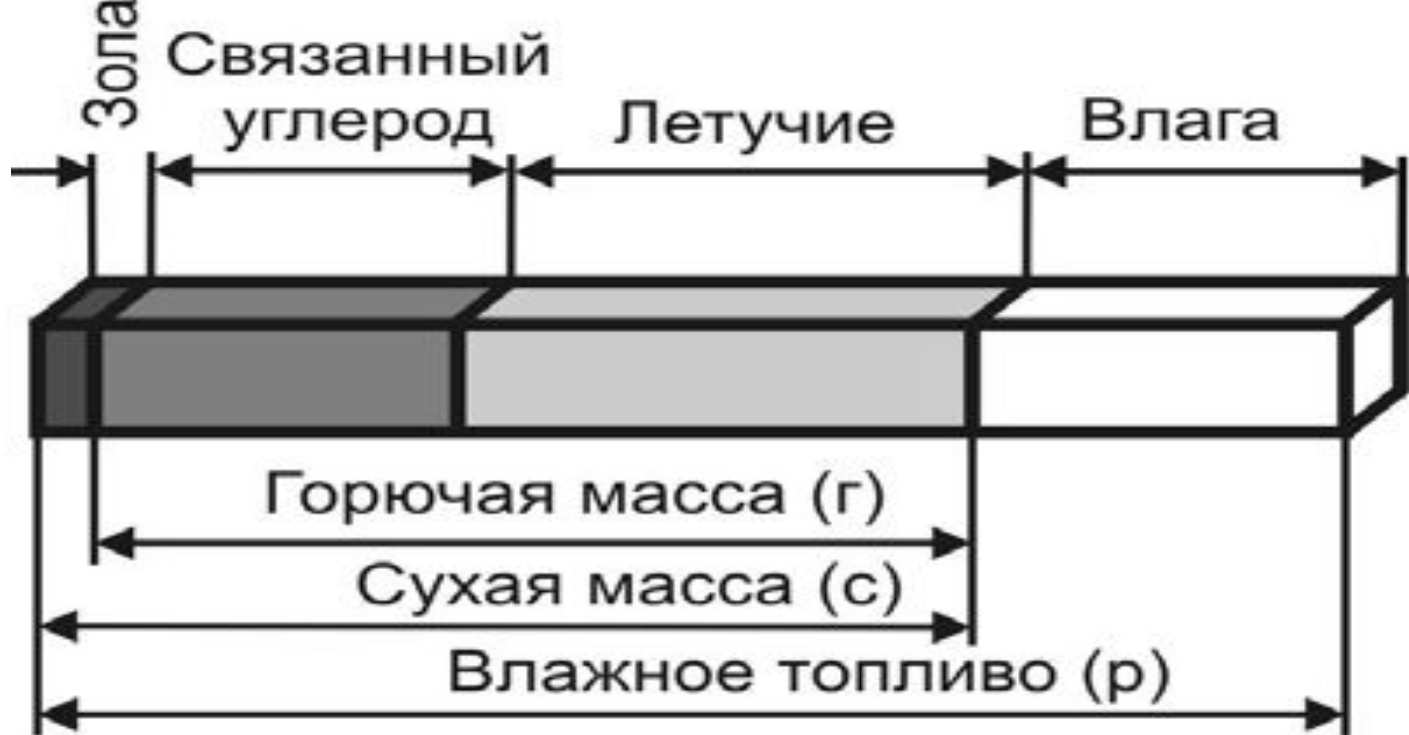 Зола
Связанный
углерод
Летучие
Влага
Горючая масса (г)
Сухая масса (с)
Влажное топливо (р)